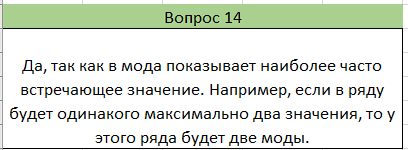 Вопрос 14
Да, так как в мода показывает наиболее часто
встречающее значение. Например, если в ряду
будет одинакого максимально два значения, то у
этого ряда будет две моды.